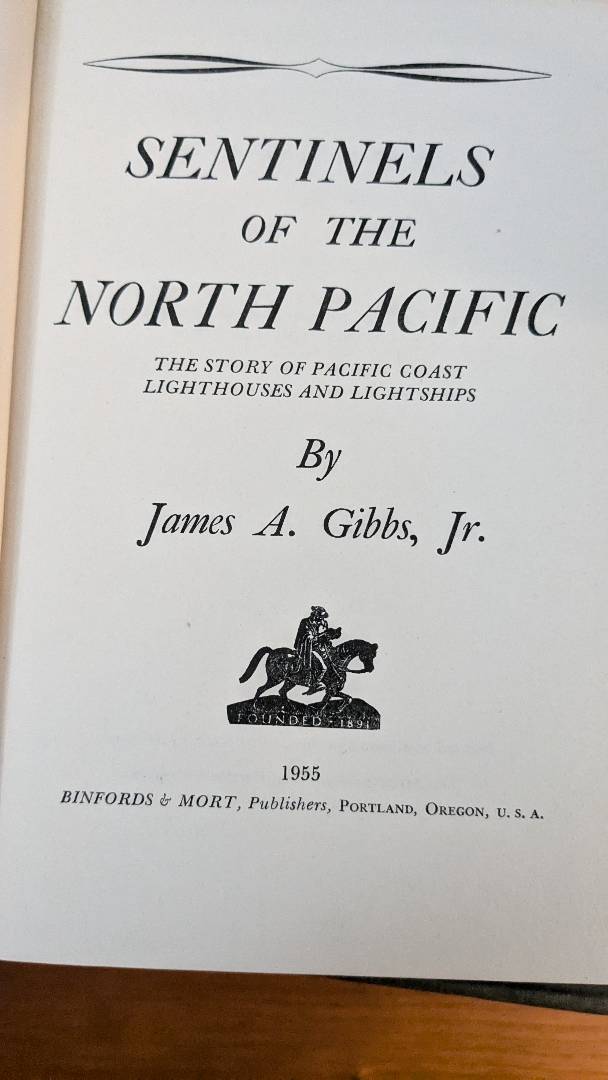 SENTINELS
OF THE
NORTH PACIFIC
THE STORY OF PACIFIC COAST
LIGHTHOUSES AND LIGHTSHIPS
By
James A. Gibbs, Jr.
FOUNDED - 1891
1955
BINFORDS & MORT, Publishers, PORTLAND, OREGON, U. S. A.